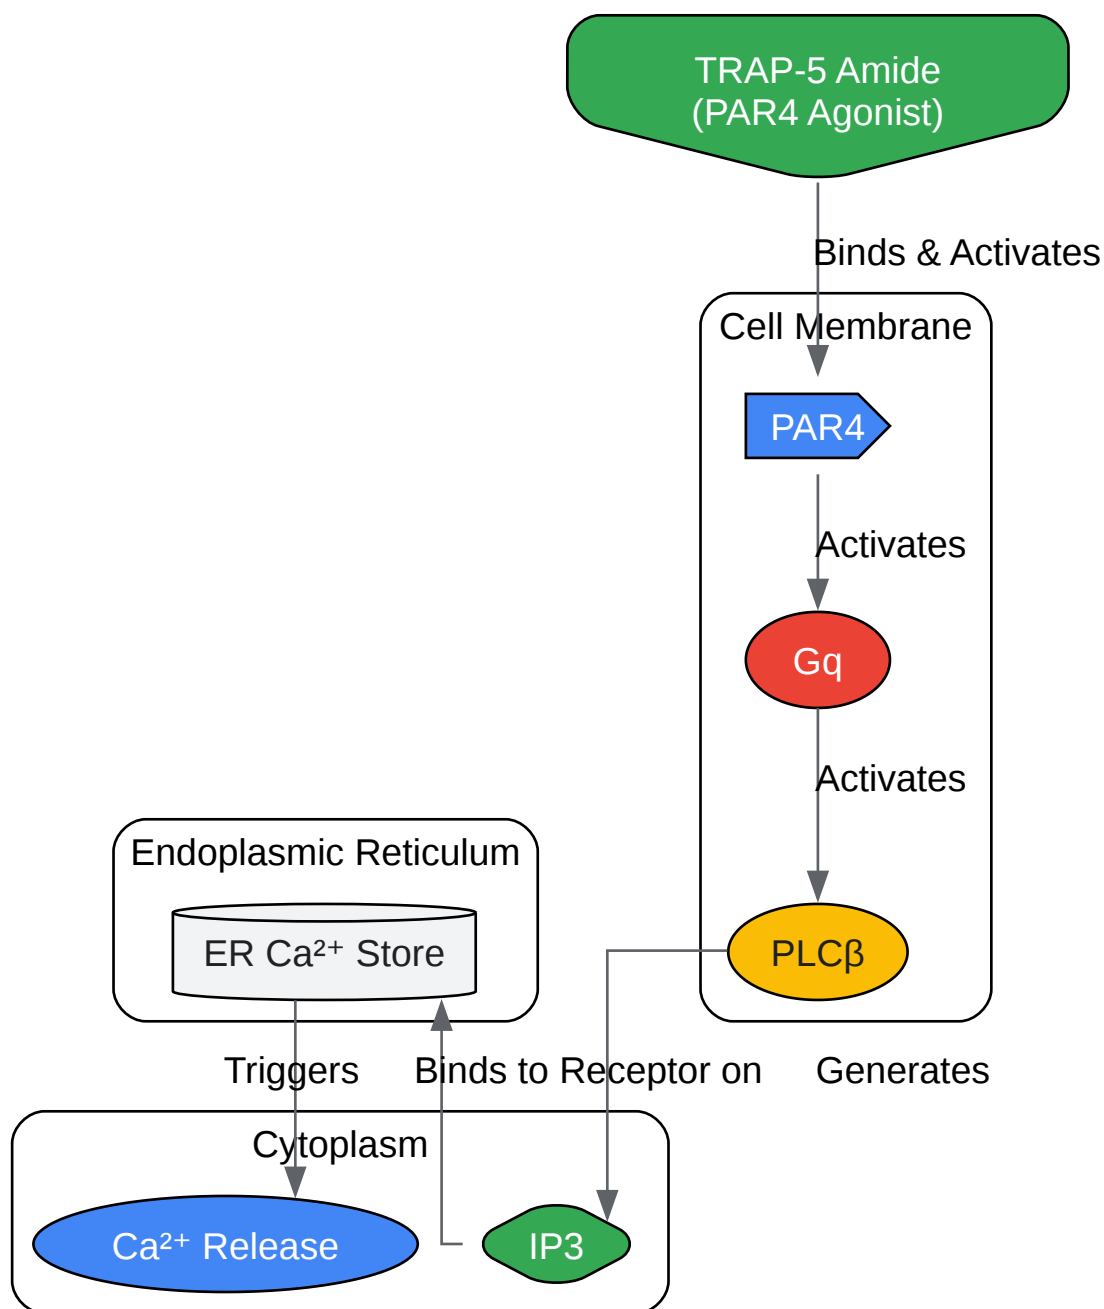 TRAP-5 Amide
(PAR4 Agonist)
Binds & Activates
Cell Membrane
PAR4
Activates
Gq
Activates
Endoplasmic Reticulum
ER Ca²⁺ Store
PLCβ
Triggers
Binds to Receptor on
Generates
Cytoplasm
Ca²⁺ Release
IP3